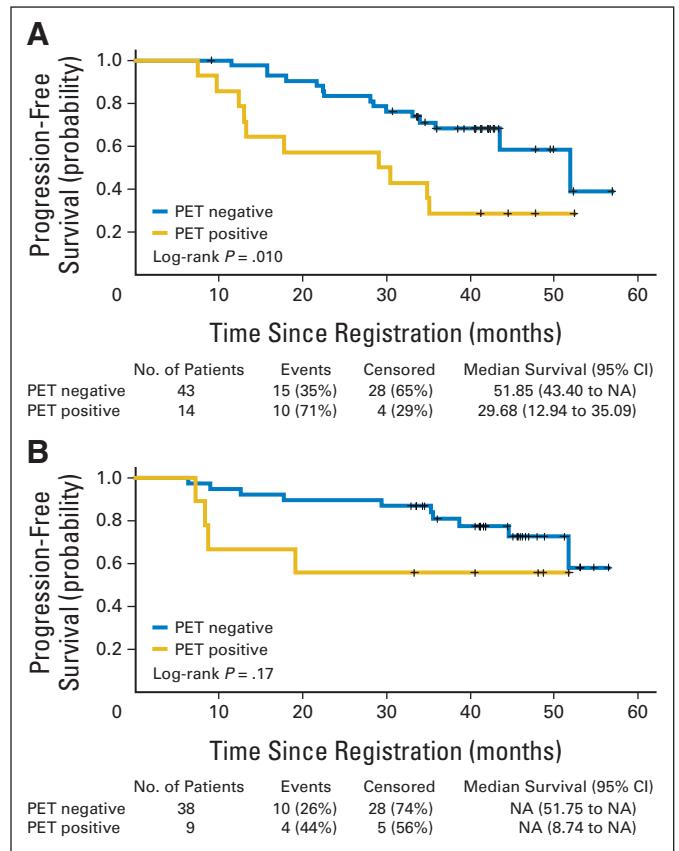 A
Progression-Free
Survival (probability)
1.0
0.8
0.6
0.4
0.2
PET negative
PET positive
Log-rank P = .010
0 10 20 30 40 50 60
Time Since Registration (months)
No. of Patients Events Censored Median Survival (95% CI)
PET negative 43 15 (35%) 28 (65%) 51.85 (43.40 to NA)
PET positive 14 10 (71%) 4 (29%) 29.68 (12.94 to 35.09)
B
Progression-Free
Survival (probability)
1.0
0.8
0.6
0.4
0.2
PET negative
PET positive
Log-rank P = .17
0 10 20 30 40 50 60
Time Since Registration (months)
No. of Patients Events Censored Median Survival (95% CI)
PET negative 38 10 (26%) 28 (74%) NA (51.75 to NA)
PET positive 9 4 (44%) 5 (56%) NA (8.74 to NA)